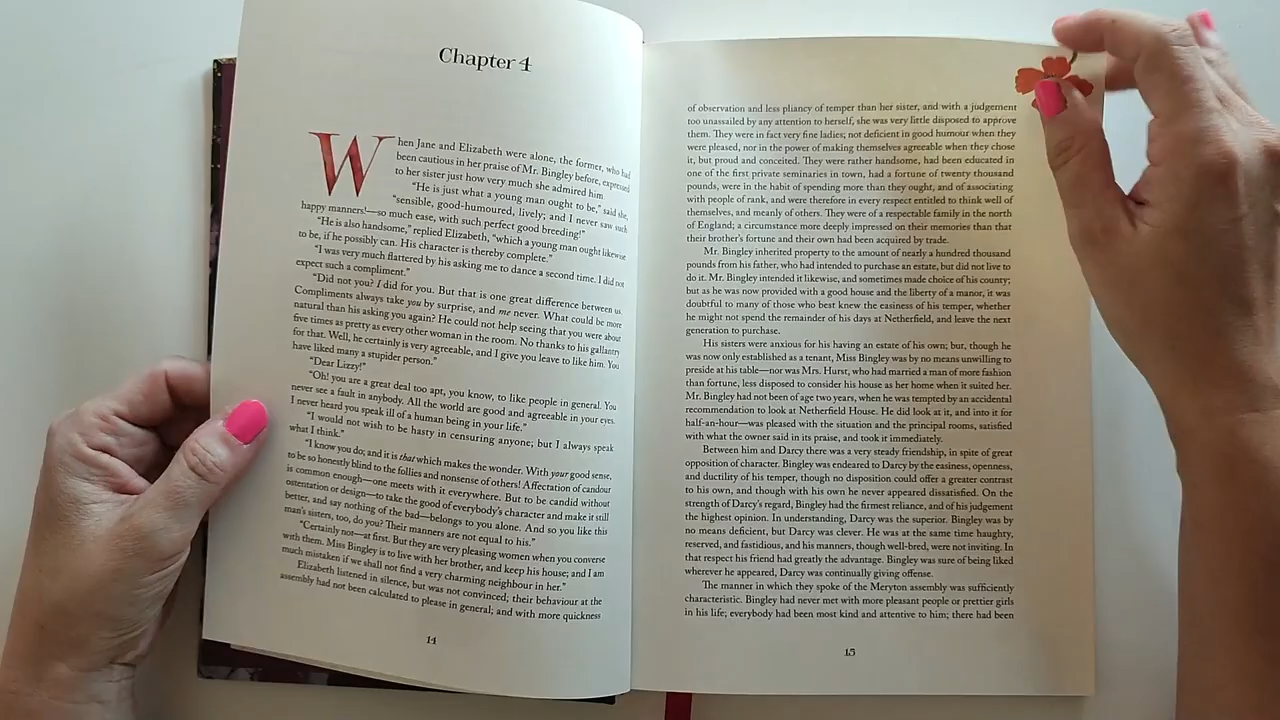 Chapter 4
When Jane and Elizabeth were alone, the former, who had
been cautious in her praise of Mr. Bingley before, expressed
to her sister just how very much she admired him.
"He is just what a young man ought to be," said she,
"sensible, good-humoured, lively; and I never saw such
happy manners!—so much ease, with such perfect good breeding!"
"He is also handsome," replied Elizabeth, "which a young man ought likewise
to be, if he possibly can. His character is thereby complete."
"I was very much flattered by his asking me to dance a second time. I did not
expect such a compliment."
"Did not you? I did for you. But that is one great difference between us.
Compliments always take you by surprise, and me never. What could be more
natural than his asking you again? He could not help seeing that you were about
five times as pretty as every other woman in the room. No thanks to his gallantry
for that. Well, he certainly is very agreeable, and I give you leave to like him. You
have liked many a stupider person."
"Dear Lizzy!"
"Oh! you are a great deal too apt, you know, to like people in general. You
never see a fault in anybody. All the world are good and agreeable in your eyes.
I never heard you speak ill of a human being in your life."
"I would not wish to be hasty in censuring anyone; but I always speak
what I think."
"I know you do; and it is that which makes the wonder. With your good sense,
to be so honestly blind to the follies and nonsense of others! Affectation of candour
is common enough—one meets with it everywhere. But to be candid without
ostentation or design—to take the good of everybody's character and make it still
better, and say nothing of the bad—belongs to you alone. And so you like this
man's sisters, too, do you? Their manners are not equal to his."
"Certainly not—at first. But they are very pleasing women when you converse
with them. Miss Bingley is to live with her brother, and keep his house; and I am
much mistaken if we shall not find a very charming neighbour in her."
Elizabeth listened in silence, but was not convinced; their behaviour at the
assembly had not been calculated to please in general; and with more quickness
14
of observation and less pliancy of temper than her sister, and with a judgement
too unassailed by any attention to herself, she was very little disposed to approve
them. They were in fact very fine ladies; not deficient in good humour when they
were pleased, nor in the power of making themselves agreeable when they chose
it, but proud and conceited. They were rather handsome, had been educated in
one of the first private seminaries in town, had a fortune of twenty thousand
pounds, were in the habit of spending more than they ought, and of associating
with people of rank, and were therefore in every respect entitled to think well of
themselves, and meanly of others. They were of a respectable family in the north
of England; a circumstance more deeply impressed on their memories than that
their brother's fortune and their own had been acquired by trade.
Mr. Bingley inherited property to the amount of nearly a hundred thousand
pounds from his father, who had intended to purchase an estate, but did not live to
do it. Mr. Bingley intended it likewise, and sometimes made choice of his county;
but as he was now provided with a good house and the liberty of a manor, it was
doubtful to many of those who best knew the easiness of his temper, whether
he might not spend the remainder of his days at Netherfield, and leave the next
generation to purchase.
His sisters were anxious for his having an estate of his own; but, though he
was now only established as a tenant, Miss Bingley was by no means unwilling to
preside at his table—nor was Mrs. Hurst, who had married a man of more fashion
than fortune, less disposed to consider his house as her home when it suited her.
Mr. Bingley had not been of age two years, when he was tempted by an accidental
recommendation to look at Netherfield House. He did look at it, and into it for
half-an-hour—was pleased with the situation and the principal rooms, satisfied
with what the owner said in its praise, and took it immediately.
Between him and Darcy there was a very steady friendship, in spite of great
opposition of character. Bingley was endeared to Darcy by the easiness, openness,
and ductility of his temper, though no disposition could offer a greater contrast
to his own, and though with his own he never appeared dissatisfied. On the
strength of Darcy's regard, Bingley had the firmest reliance, and of his judgement
the highest opinion. In understanding, Darcy was the superior. Bingley was by
no means deficient, but Darcy was clever. He was at the same time haughty,
reserved, and fastidious, and his manners, though well-bred, were not inviting. In
that respect his friend had greatly the advantage. Bingley was sure of being liked
wherever he appeared, Darcy was continually giving offense.
The manner in which they spoke of the Meryton assembly was sufficiently
characteristic. Bingley had never met with more pleasant people or prettier girls
in his life; everybody had been most kind and attentive to him; there had been
15